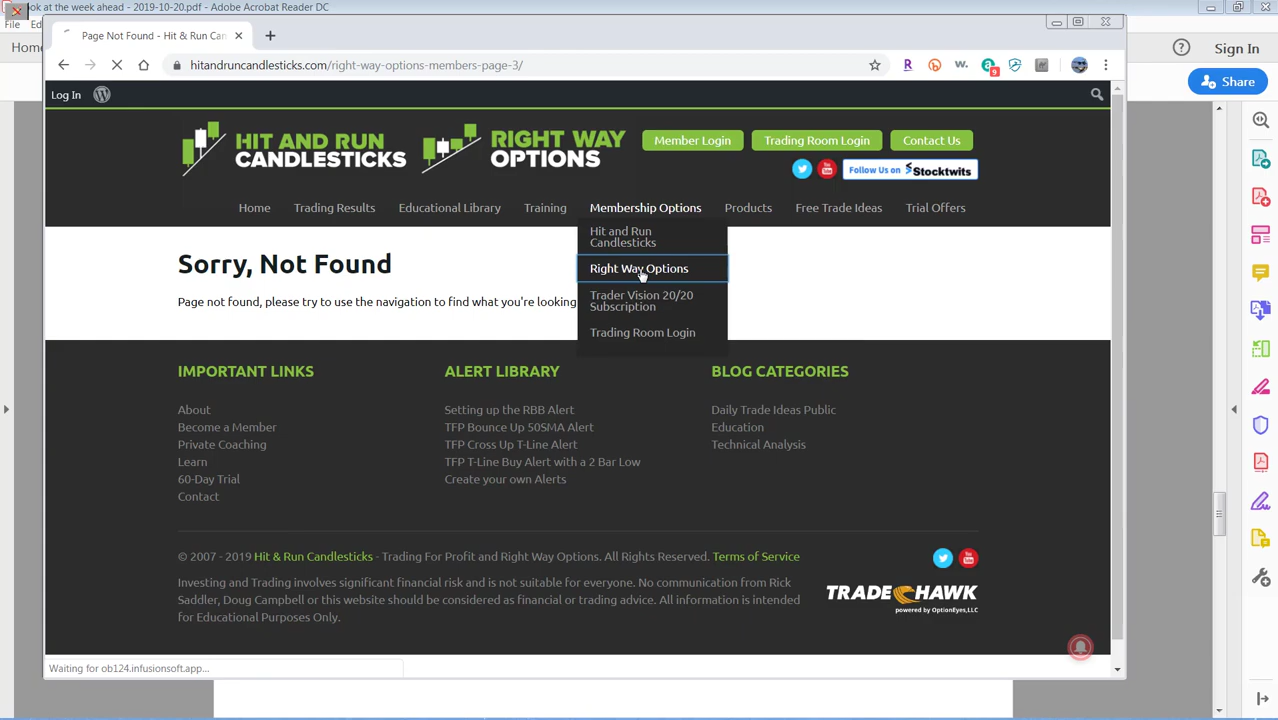 ook at the week ahead - 2019-10-20.pdf - Adobe Acrobat Reader DC
File
Home
Sign In
Share
Page Not Found - Hit & Run Can
hitandruncandlesticks.com/right-way-options-members-page-3/
9
Log In
HIT AND RUN
CANDLESTICKS
RIGHT WAY
OPTIONS
Member Login
Trading Room Login
Contact Us
Follow Us on Stocktwits
Home
Trading Results
Educational Library
Training
Membership Options
Products
Free Trade Ideas
Trial Offers
Hit and Run
Candlesticks
Right Way Options
Trader Vision 20/20
Subscription
Trading Room Login
Sorry, Not Found
Page not found, please try to use the navigation to find what you're looking
IMPORTANT LINKS
About
Become a Member
Private Coaching
Learn
60-Day Trial
Contact
ALERT LIBRARY
Setting up the RBB Alert
TFP Bounce Up 50SMA Alert
TFP Cross Up T-Line Alert
TFP T-Line Buy Alert with a 2 Bar Low
Create your own Alerts
BLOG CATEGORIES
Daily Trade Ideas Public
Education
Technical Analysis
© 2007 - 2019 Hit & Run Candlesticks - Trading For Profit and Right Way Options. All Rights Reserved. Terms of Service
Investing and Trading involves significant financial risk and is not suitable for everyone. No communication from Rick
Saddler, Doug Campbell or this website should be considered as financial or trading advice. All information is intended
for Educational Purposes Only.
TRADE HAWK
powered by OptionEyes,LLC
Waiting for ob124.infusionsoft.app...